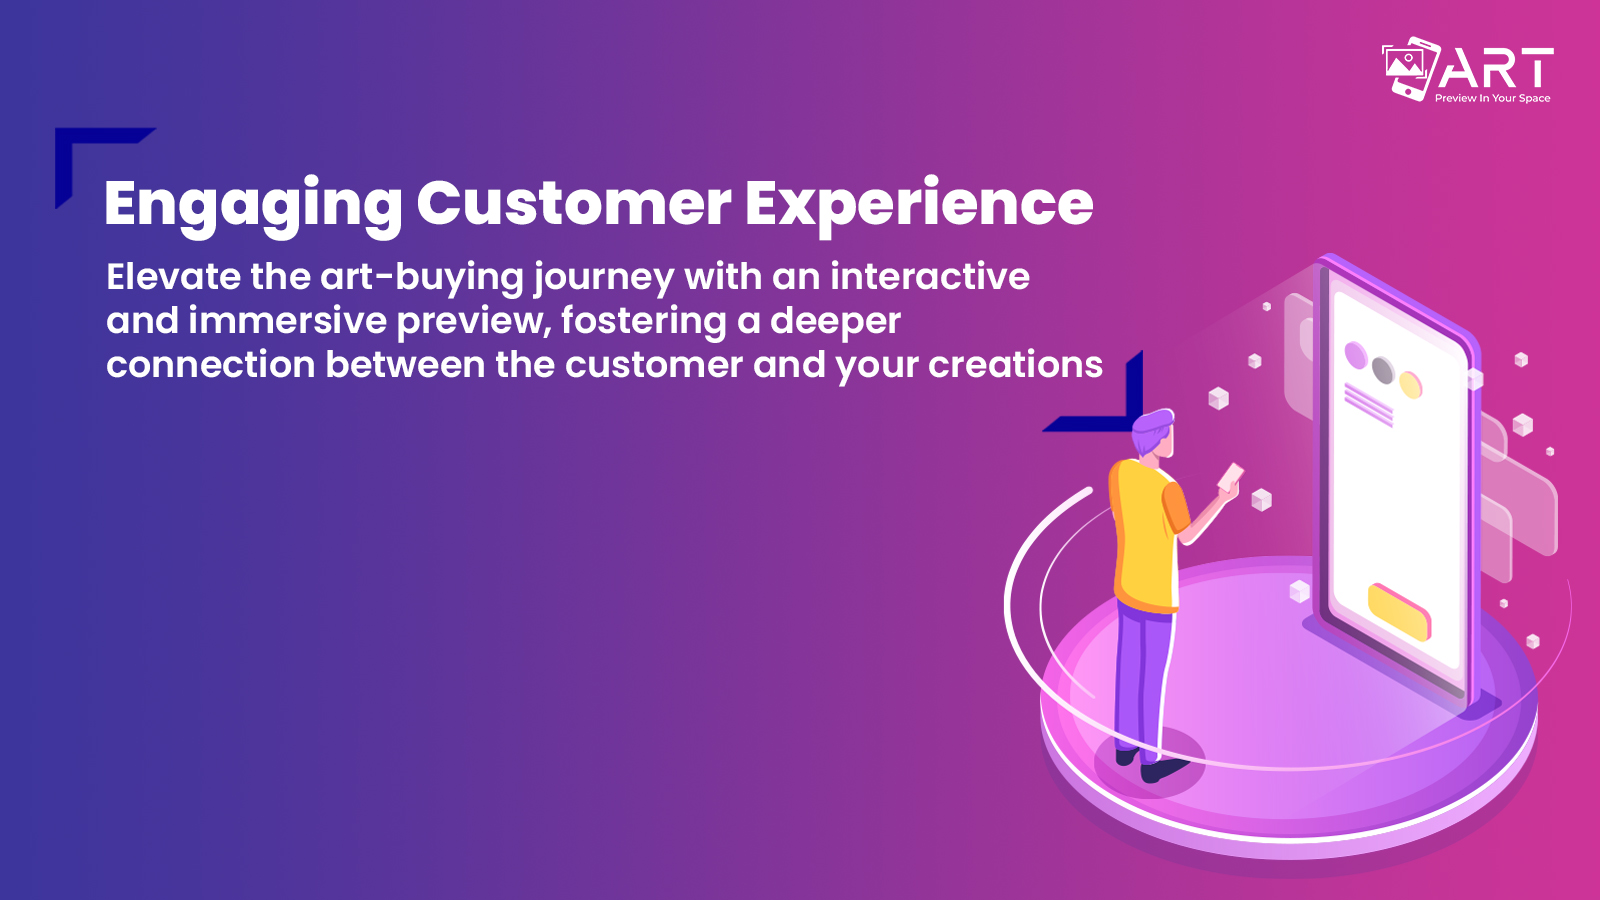 ART
Preview In Your Space
Engaging Customer Experience
Elevate the art-buying journey with an interactive
and immersive preview, fostering a deeper
connection between the customer and your creations